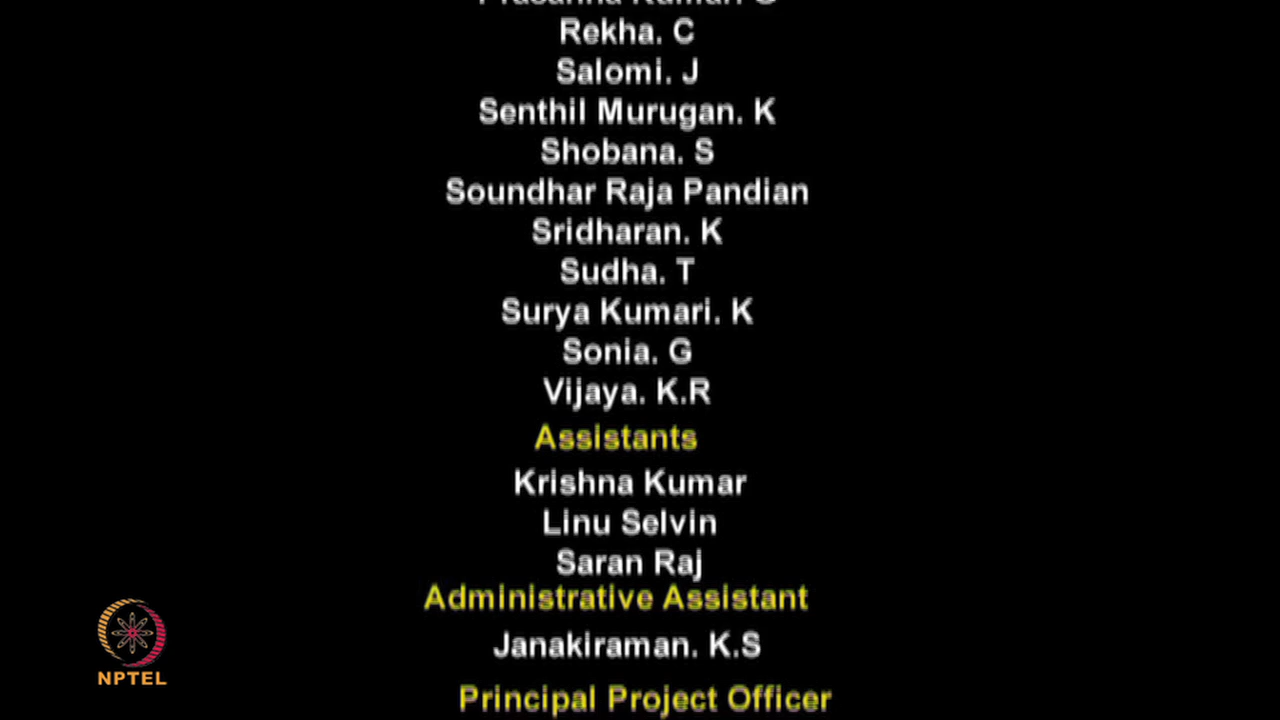 Rekha. C
Salomi. J
Senthil Murugan. K
Shobana. S
Soundhar Raja Pandian
Sridharan. K
Sudha. T
Surya Kumari. K
Sonia. G
Vijaya. K.R
Assistants
Krishna Kumar
Linu Selvin
Saran Raj
Administrative Assistant
Janakiraman. K.S
NPTEL
Principal Project Officer